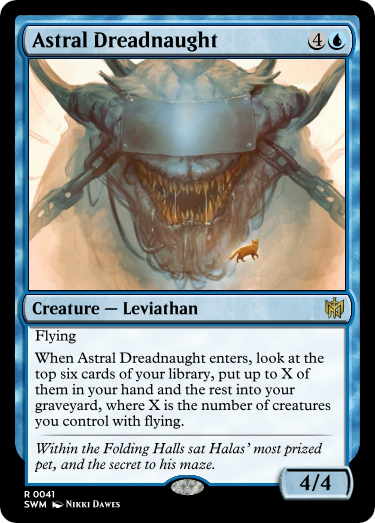 Astral Dreadnaught 4
Creature — Leviathan
Flying
When Astral Dreadnaught enters, look at the
top six cards of your library, put up to X of
them in your hand and the rest into your
graveyard, where X is the number of creatures
you control with flying.
Within the Folding Halls sat Halas' most prized
pet, and the secret to his maze.
4/4
R 0041
SWM Nikki Dawes